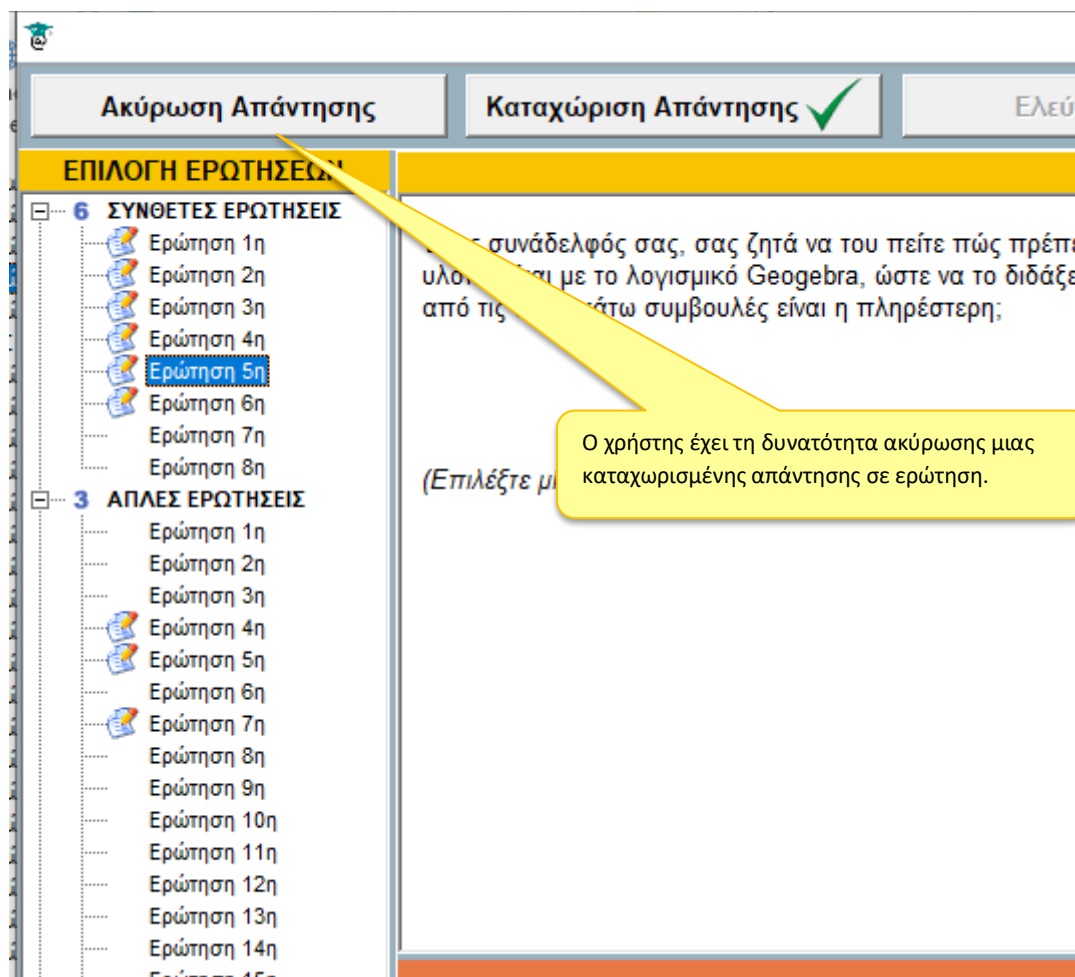 Ακύρωση Απάντησης
Καταχώριση Απάντησης
Ελεύ
ΕΠΙΛΟΓΗ ΕΡΩΤΗΣΕΩΝ
6 ΣΥΝΘΕΤΕΣ ΕΡΩΤΗΣΕΙΣ
Ερώτηση 1η
Ερώτηση 2η
Ερώτηση 3η
Ερώτηση 4η
Ερώτηση 5η
Ερώτηση 6η
Ερώτηση 7η
Ερώτηση 8η
3 ΑΠΛΕΣ ΕΡΩΤΗΣΕΙΣ
Ερώτηση 1η
Ερώτηση 2η
Ερώτηση 3η
Ερώτηση 4η
Ερώτηση 5η
Ερώτηση 6η
Ερώτηση 7η
Ερώτηση 8η
Ερώτηση 9η
Ερώτηση 10η
Ερώτηση 11η
Ερώτηση 12η
Ερώτηση 13η
Ερώτηση 14η
συνάδελφός σας, σας ζητά να του πείτε πώς πρέπε
με το λογισμικό Geogebra, ώστε να το διδάξε
από τις συμβουλές είναι η πληρέστερη;
(Επιλέξτε
Ο χρήστης έχει τη δυνατότητα ακύρωσης μιας
καταχωρισμένης απάντησης σε ερώτηση.